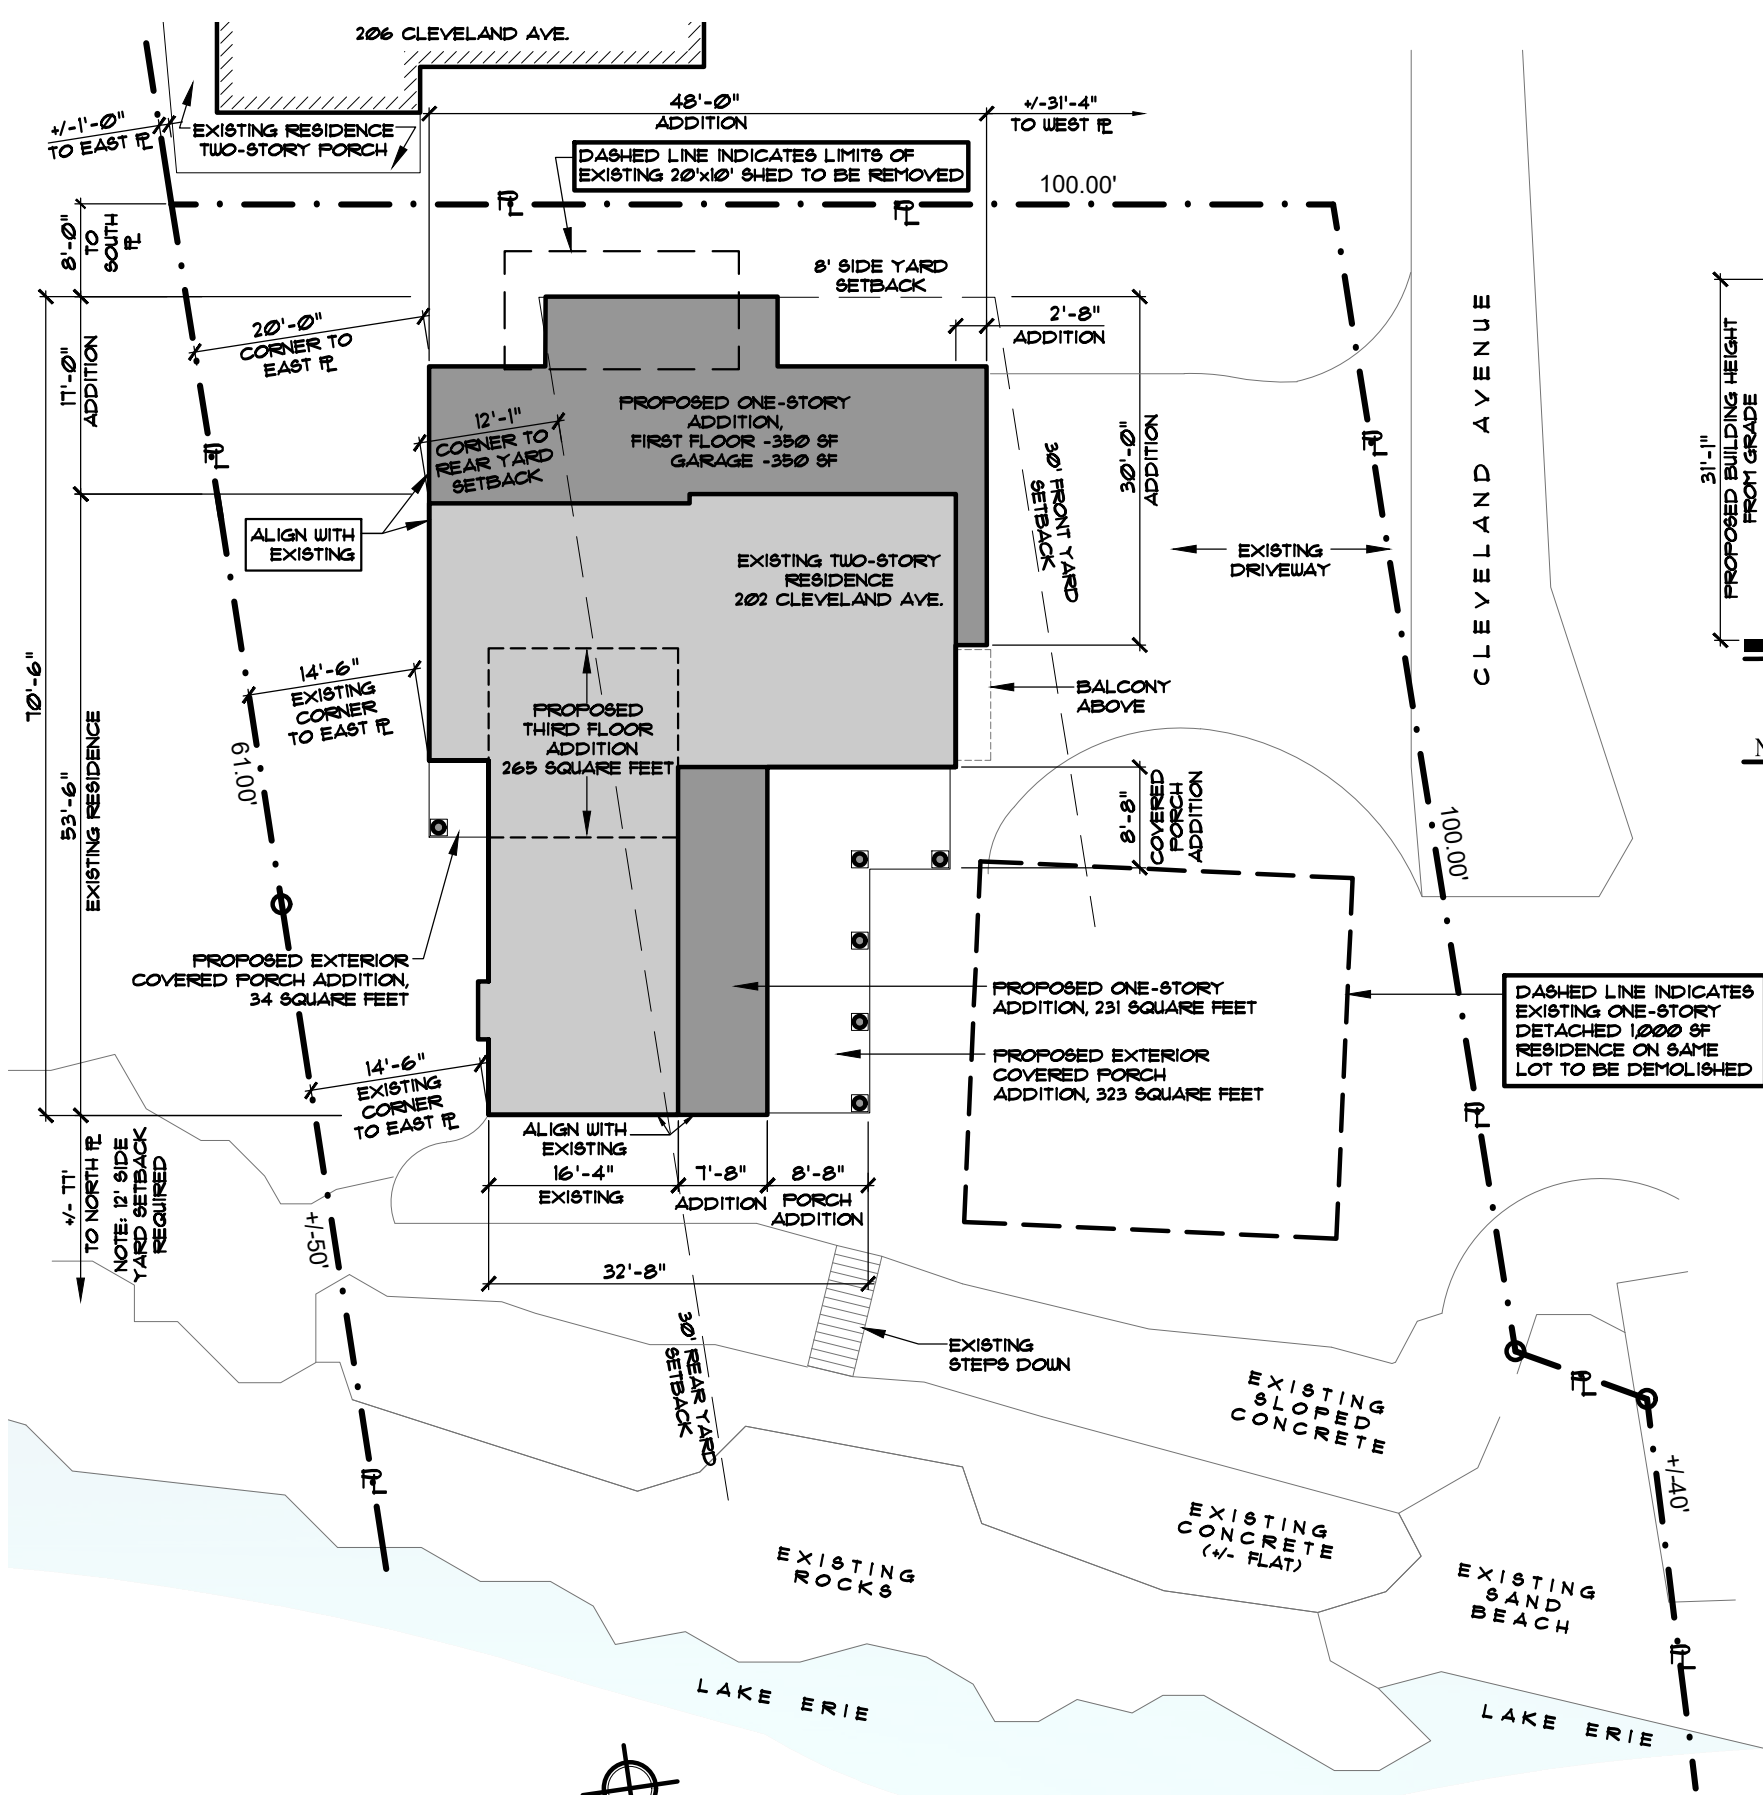 206 CLEVELAND AVE.
+/-1'-0"
TO EAST PL
EXISTING RESIDENCE
TWO-STORY PORCH
48'-0"
ADDITION
+/-31'-4"
TO WEST PL
DASHED LINE INDICATES LIMITS OF
EXISTING 20'x10' SHED TO BE REMOVED
100.00'
PL
PL
8'-0"
TO
SOUTH
PL
8' SIDE YARD
SETBACK
20'-0"
CORNER TO
EAST PL
2'-8"
ADDITION
17'-0"
ADDITION
PROPOSED ONE-STORY
ADDITION,
FIRST FLOOR -350 SF
GARAGE -350 SF
12'-1"
CORNER TO
REAR YARD
SETBACK
30'-0"
ADDITION
30' FRONT YARD
SETBACK
PL
PL
CLEVELAND AVENUE
31'-1"
PROPOSED BUILDING HEIGHT
FROM GRADE
ALIGN WITH
EXISTING
EXISTING TWO-STORY
RESIDENCE
202 CLEVELAND AVE.
EXISTING
DRIVEWAY
70'-6"
14'-6"
EXISTING
CORNER
TO EAST PL
BALCONY
ABOVE
PROPOSED
THIRD FLOOR
ADDITION
265 SQUARE FEET
61.00'
53'-6"
EXISTING RESIDENCE
8'-8"
COVERED
PORCH
ADDITION
100.00'
N
PROPOSED EXTERIOR
COVERED PORCH ADDITION,
34 SQUARE FEET
PROPOSED ONE-STORY
ADDITION, 231 SQUARE FEET
PROPOSED EXTERIOR
COVERED PORCH
ADDITION, 323 SQUARE FEET
DASHED LINE INDICATES
EXISTING ONE-STORY
DETACHED 1,000 SF
RESIDENCE ON SAME
LOT TO BE DEMOLISHED
14'-6"
EXISTING
CORNER
TO EAST PL
PL
ALIGN WITH
EXISTING
16'-4"
EXISTING
7'-8"
ADDITION
8'-8"
PORCH
ADDITION
+/- 77'
TO NORTH PL
NOTE: 12' SIDE
YARD SETBACK
REQUIRED
+/-50'
32'-8"
30' REAR YARD
SETBACK
EXISTING
STEPS DOWN
PL
EXISTING
SLOPED
CONCRETE
PL
+/-40'
EXISTING
CONCRETE
(+/- FLAT)
EXISTING
ROCKS
EXISTING
SAND
BEACH
PL
LAKE ERIE
LAKE ERIE